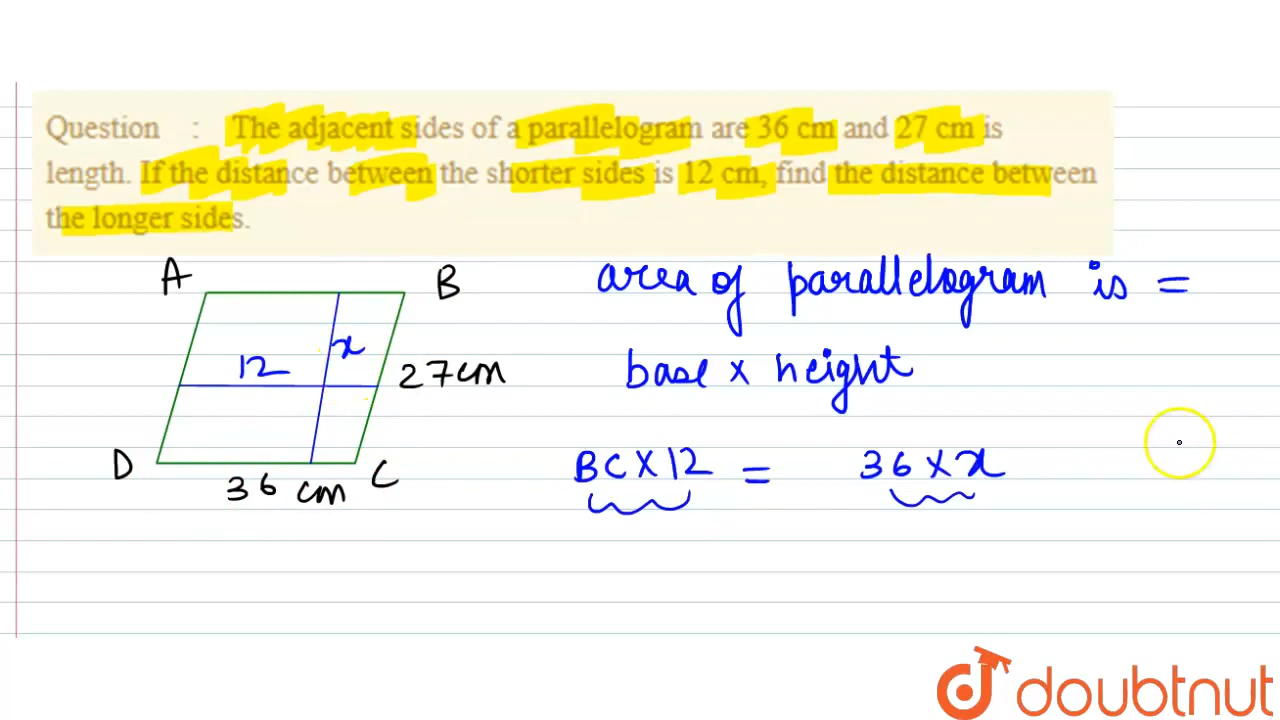 Question : The adjacent sides of a parallelogram are 36 cm and 27 cm is
length. If the distance between the shorter sides is 12 cm, find the distance between
the longer sides.
A
B
area of parallelogram is =
12
x
27cm
base × height
D
36 cm
C
BC × 12 = 36 × x
doubtnut